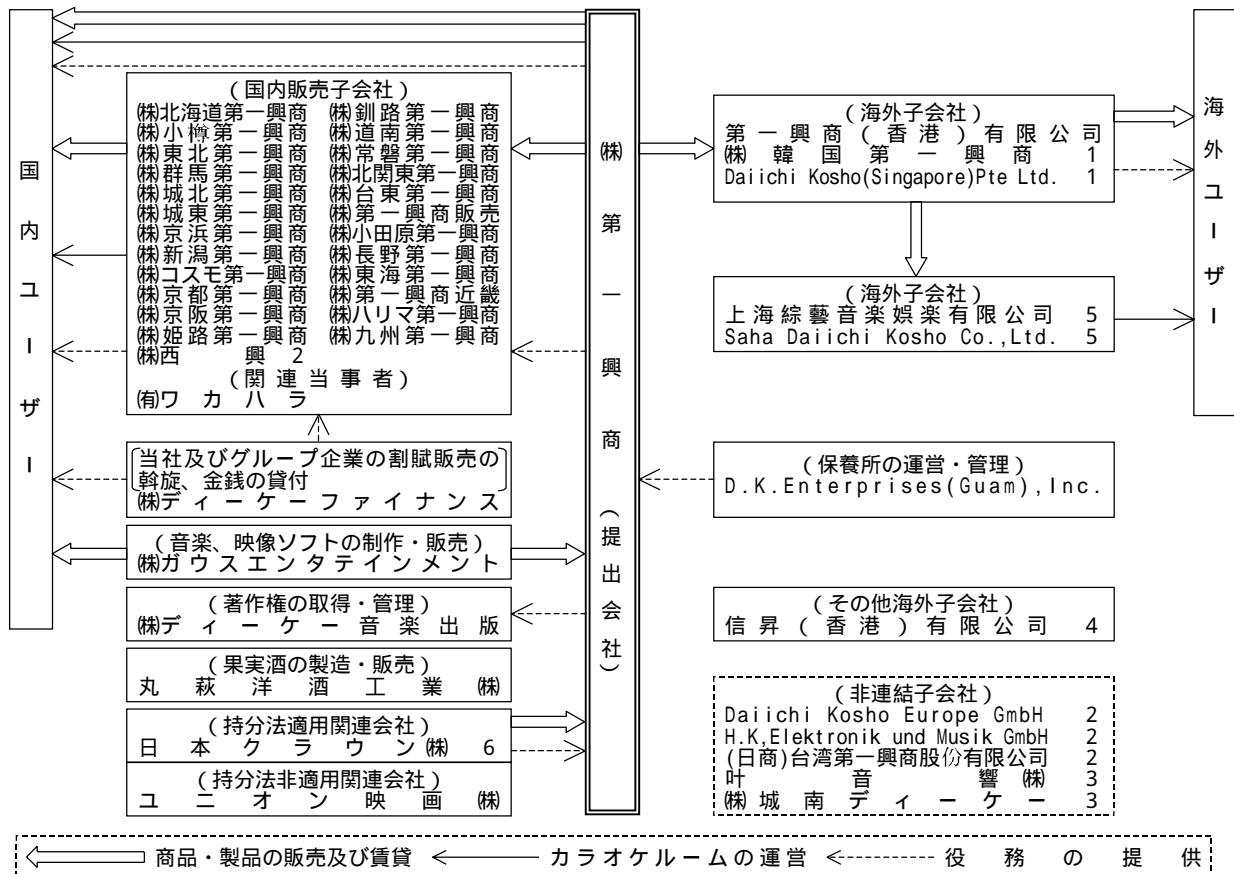 国内ユーザー
(国内販売子会社)
㈱北海道第一興商 ㈱釧路第一興商
㈱小樽第一興商 ㈱道南第一興商
㈱東北第一興商 ㈱常磐第一興商
㈱群馬第一興商 ㈱北関東第一興商
㈱城北第一興商 ㈱台東第一興商
㈱城東第一興商 ㈱第一興商販売
㈱京浜第一興商 ㈱小田原第一興商
㈱新潟第一興商 ㈱長野第一興商
㈱コスモ第一興商 ㈱東海第一興商
㈱京都第一興商 ㈱第一興商近畿
㈱京阪第一興商 ㈱ハリマ第一興商
㈱姫路第一興商 ㈱九州第一興商
㈱西興 2
(関連当事者)
㈲ワカハラ
当社及びグループ企業の割賦販売の
斡旋、金銭の貸付
㈱ディーケーファイナンス
(音楽、映像ソフトの制作・販売)
㈱ガウスエンタテインメント
(著作権の取得・管理)
㈱ディーケー音楽出版
(果実酒の製造・販売)
丸萩洋酒工業㈱
(持分法適用関連会社)
日本クラウン㈱ 6
(持分法非適用関連会社)
ユニオン映画㈱
㈱第一興商(提出会社)
(海外子会社)
第一興商(香港)有限公司
㈱韓国第一興商 1
Daiichi Kosho(Singapore)Pte Ltd. 1
(海外子会社)
上海綜藝音楽娯楽有限公司 5
Saha Daiichi Kosho Co.,Ltd. 5
(保養所の運営・管理)
D.K.Enterprises(Guam),Inc.
(その他海外子会社)
信昇(香港)有限公司 4
(非連結子会社)
Daiichi Kosho Europe GmbH 2
H.K,Elektronik und Musik GmbH 2
(日商)台湾第一興商股份有限公司 2
叶音響㈱ 3
㈱城南ディーケー 3
海外ユーザー
商品・製品の販売及び賃貸 カラオケルームの運営 役務の提供